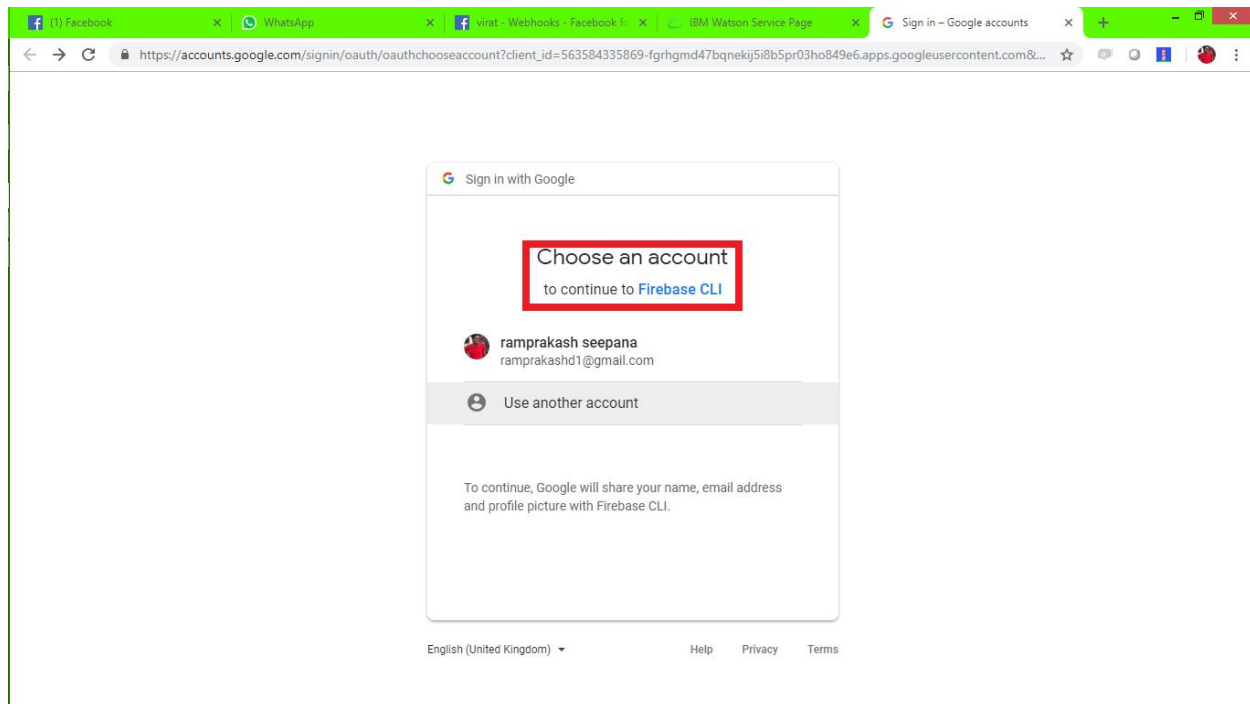 (1) Facebook
WhatsApp
virat - Webhooks - Facebook fo
IBM Watson Service Page
Sign in – Google accounts
https://accounts.google.com/signin/oauth/oauthchooseaccount?client_id=563584335869-fgrhgmd47bqnekij5i8b5pr03ho849e6.apps.googleusercontent.com&...
Sign in with Google
Choose an account
to continue to Firebase CLI
ramprakash seepana
ramprakashd1@gmail.com
Use another account
To continue, Google will share your name, email address
and profile picture with Firebase CLI.
English (United Kingdom)
Help Privacy Terms